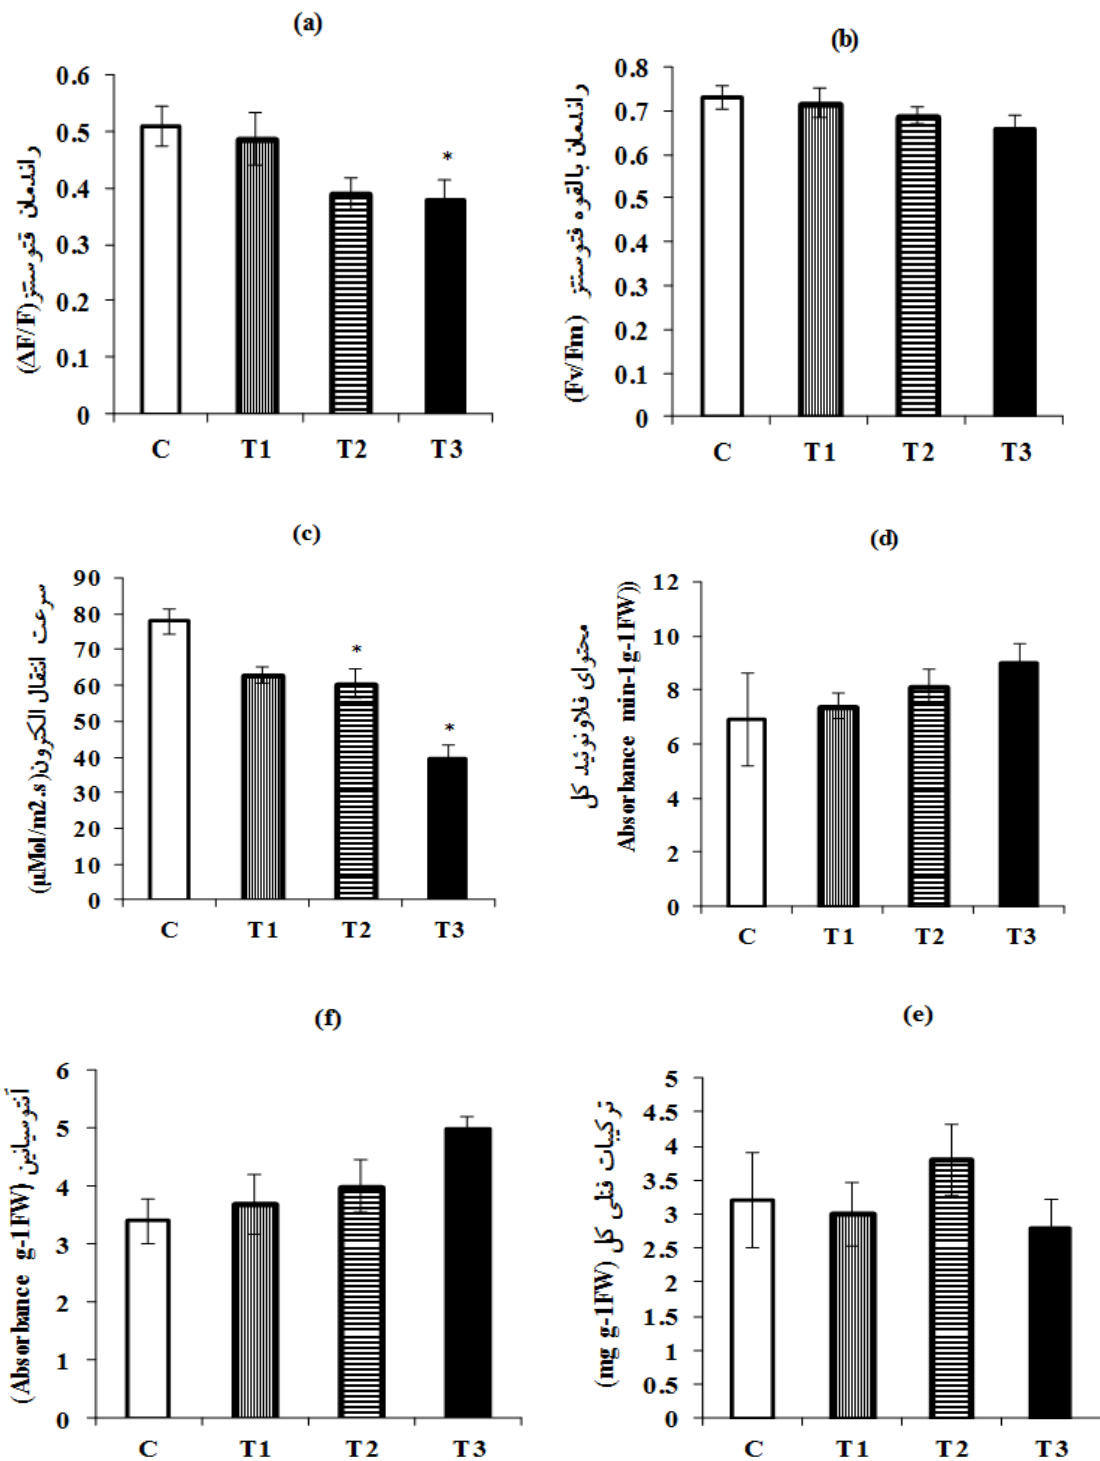 (a)
راندمان فتوسنتز(ΔF/F)
0.6
0.5
0.4
0.3
0.2
0.1
0
*
C T1 T2 T3
(b)
راندمان بالقوه فتوسنتز (Fv/Fm)
0.8
0.7
0.6
0.5
0.4
0.3
0.2
0.1
0
C T1 T2 T3
(c)
سرعت انتقال الکترون(µMol/m2.s)
90
80
70
60
50
40
30
20
10
0
*
*
C T1 T2 T3
(d)
محتوای فلاونوئید کل
Absorbance min-1g-1FW))
12
10
8
6
4
2
0
C T1 T2 T3
(f)
آنتوسیانین (Absorbance g-1FW)
6
5
4
3
2
1
0
C T1 T2 T3
(e)
ترکیبات فنلی کل (mg g-1FW)
5
4.5
4
3.5
3
2.5
2
1.5
1
0.5
0
C T1 T2 T3